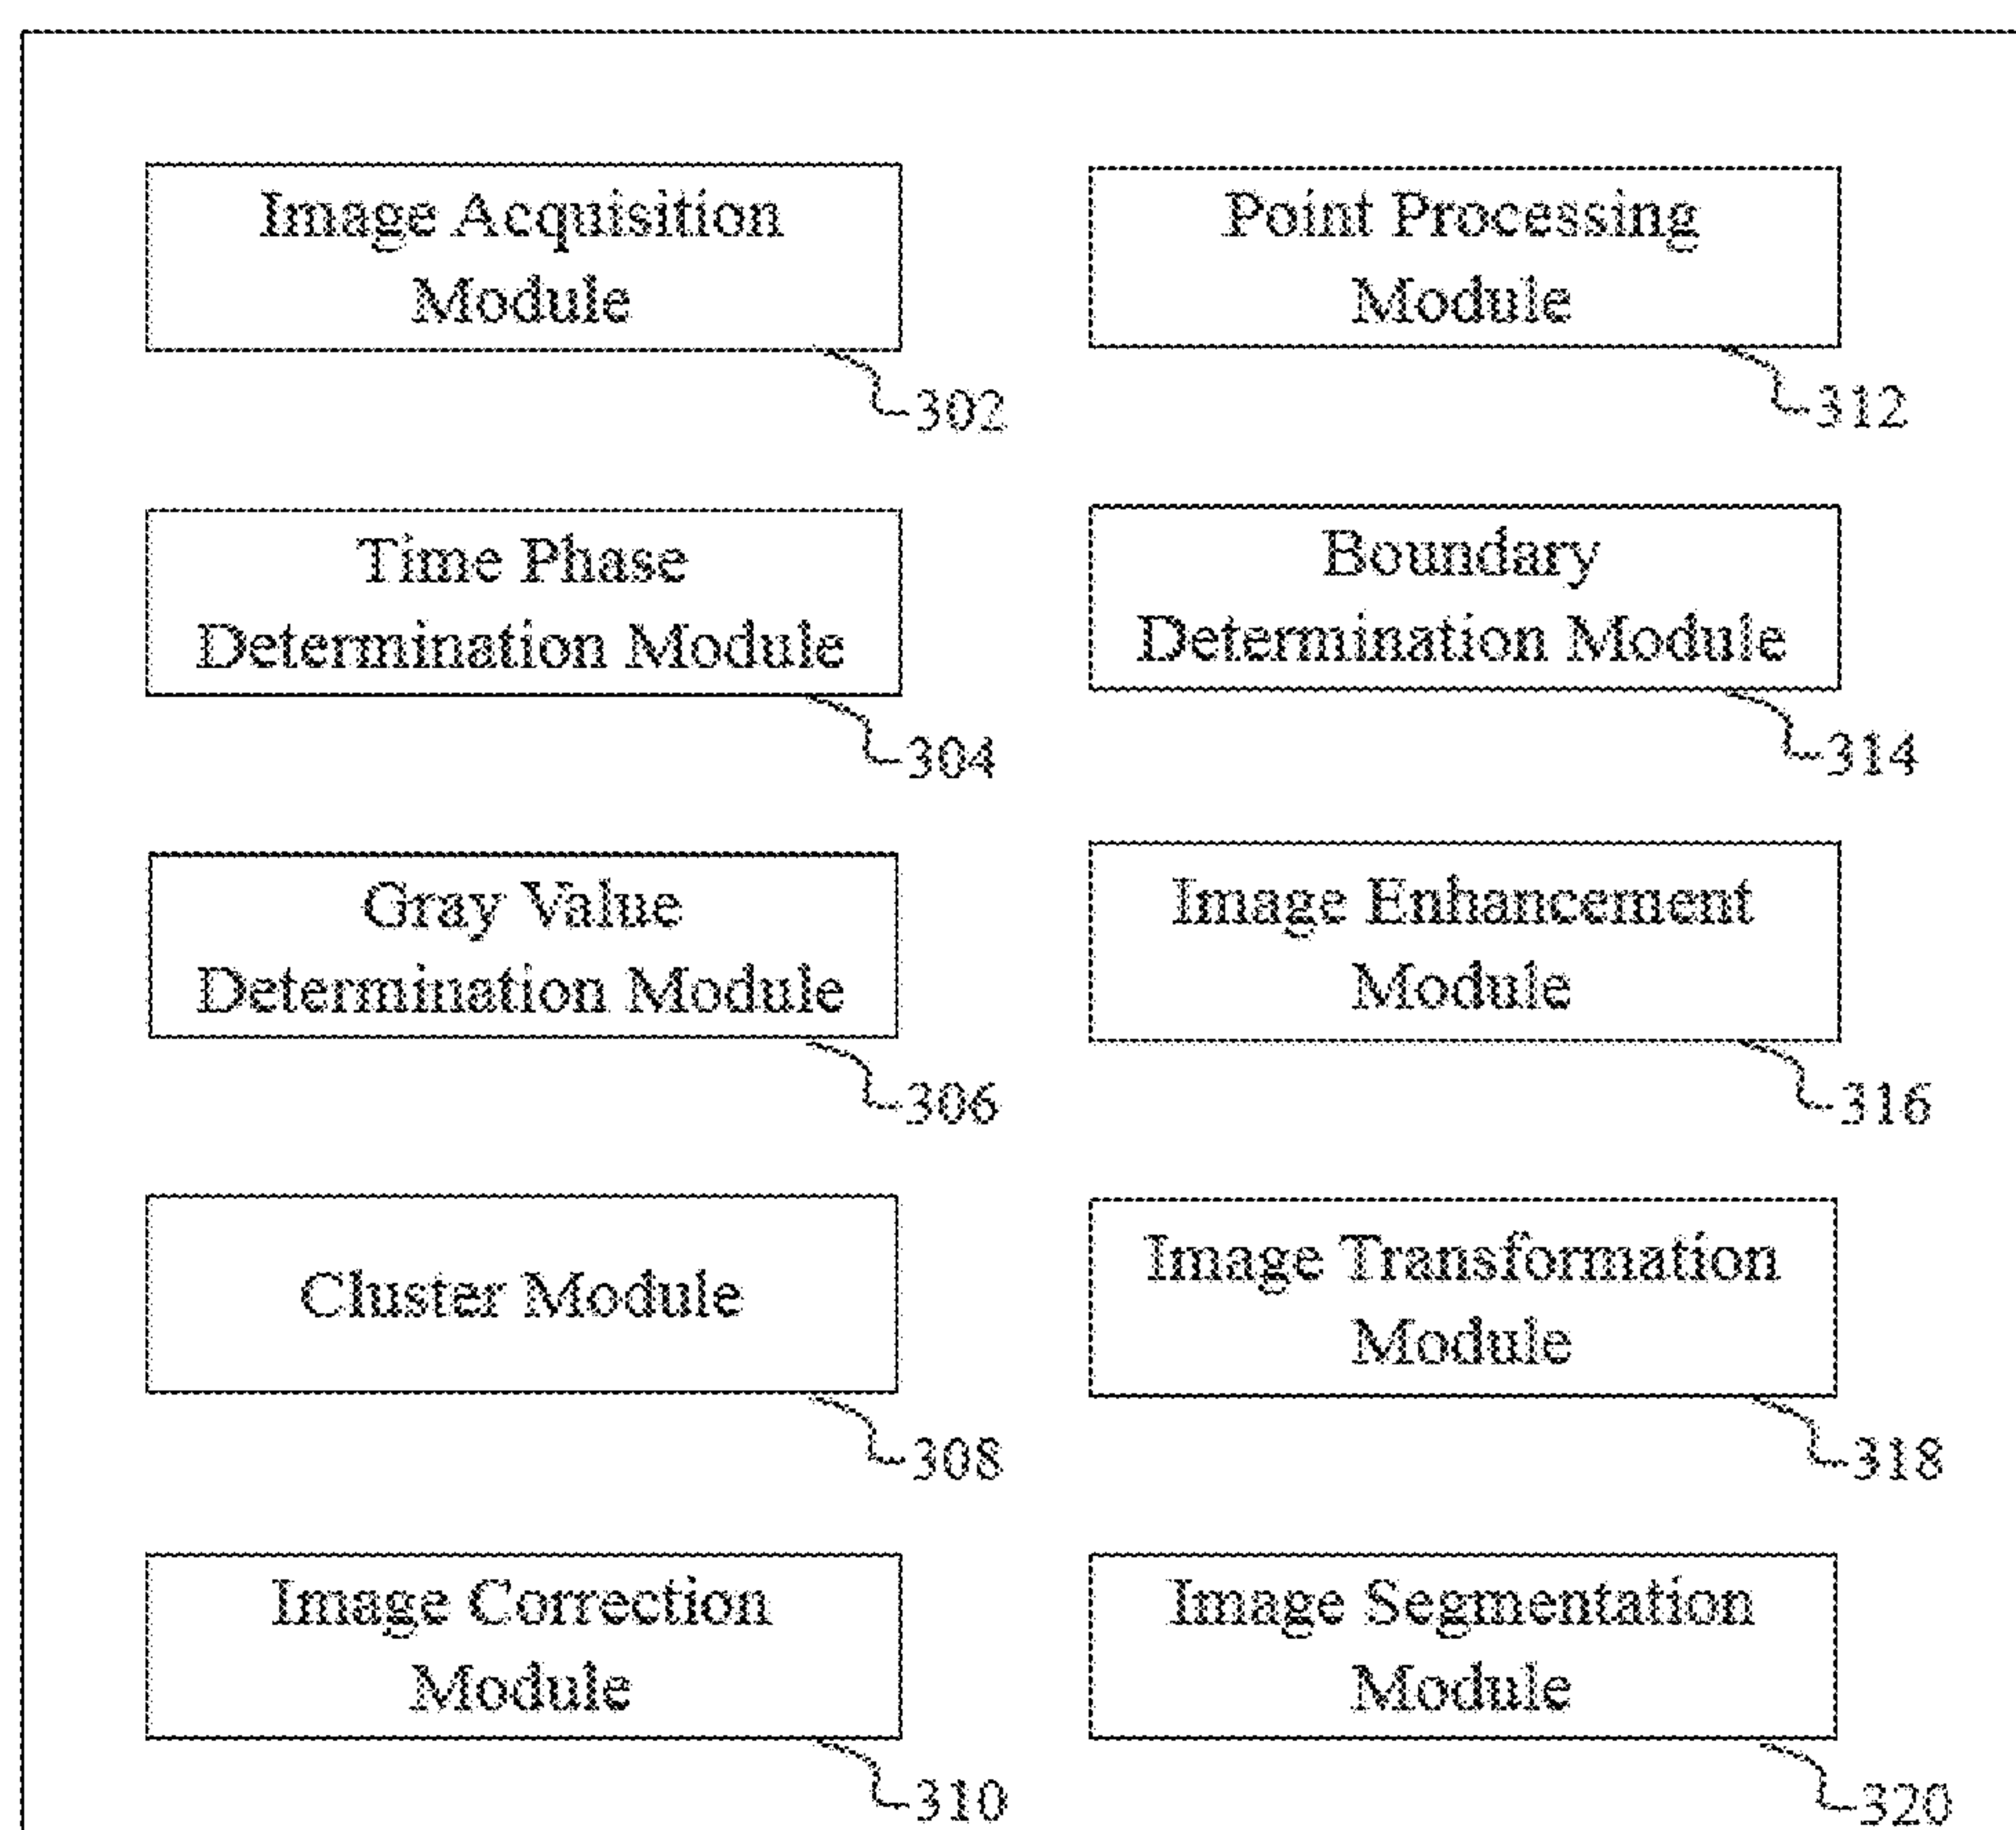 Image Acquisition
Module
302
Point Processing
Module
312
Time Phase
Determination Module
304
Boundary
Determination Module
314
Gray Value
Determination Module
306
Image Enhancement
Module
316
Cluster Module
308
Image Transformation
Module
318
Image Correction
Module
310
Image Segmentation
Module
320